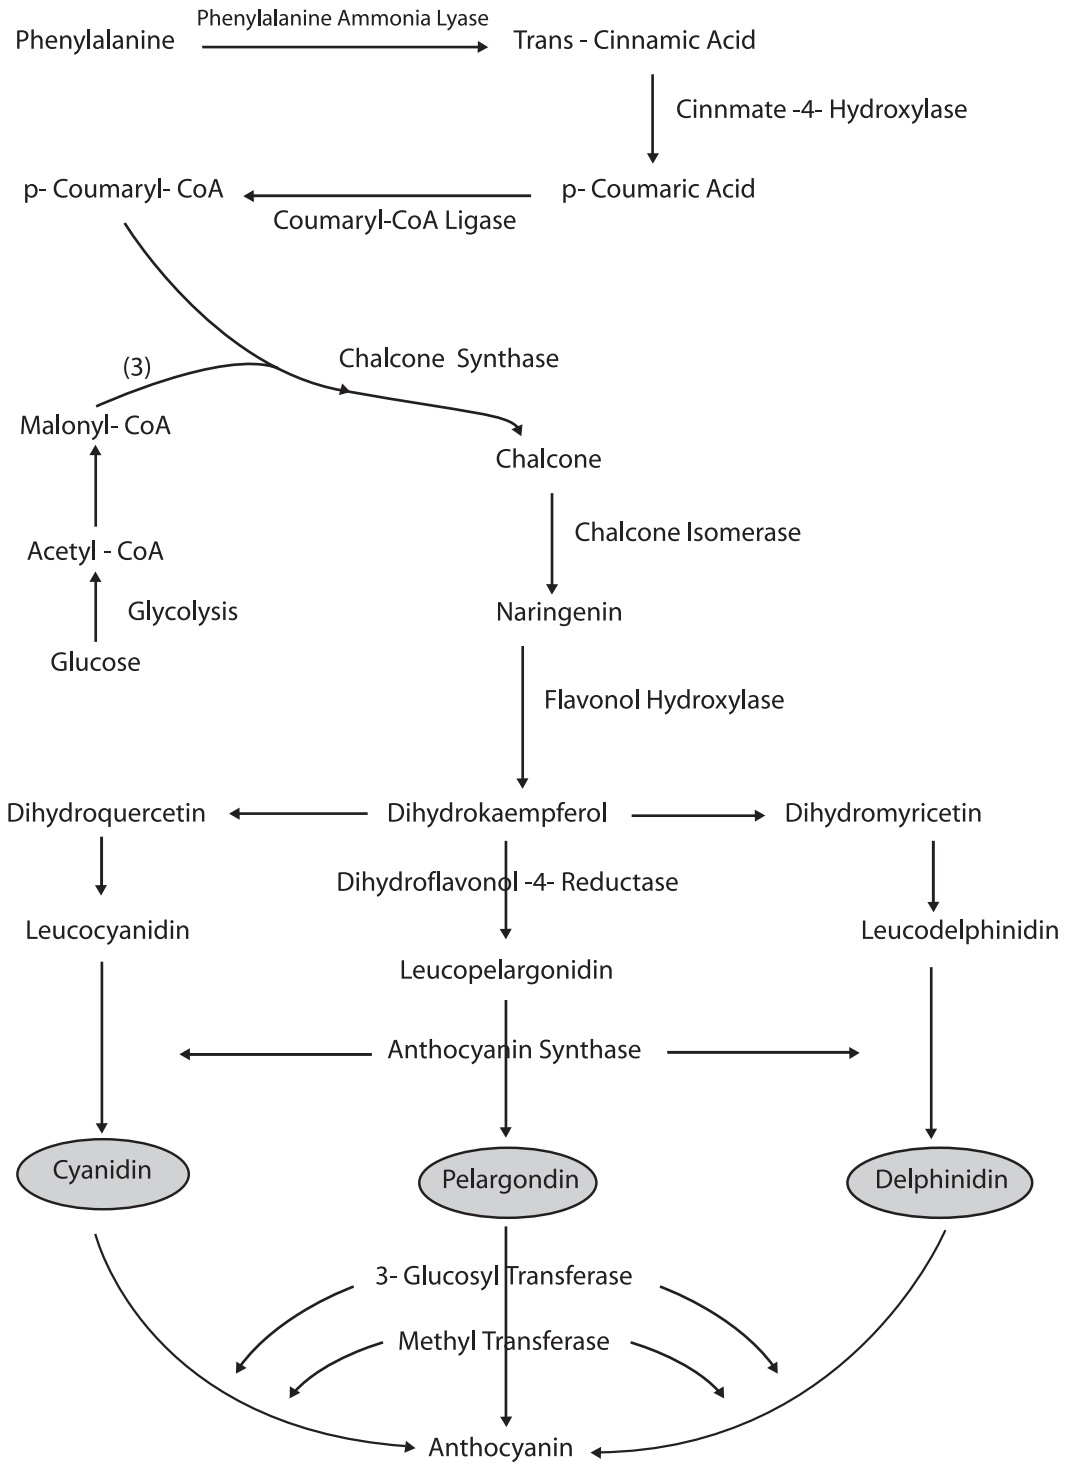 Phenylalanine
Phenylalanine Ammonia Lyase
Trans - Cinnamic Acid
Cinnmate -4- Hydroxylase
p- Coumaryl- CoA
p- Coumaric Acid
Coumaryl-CoA Ligase
(3)
Chalcone Synthase
Malonyl- CoA
Chalcone
Chalcone Isomerase
Acetyl - CoA
Glycolysis
Naringenin
Glucose
Flavonol Hydroxylase
Dihydroquercetin
Dihydrokaempferol
Dihydromyricetin
Dihydroflavonol -4- Reductase
Leucocyanidin
Leucodelphinidin
Leucopelargonidin
Anthocyanin Synthase
Cyanidin
Pelargondin
Delphinidin
3- Glucosyl Transferase
Methyl Transferase
Anthocyanin